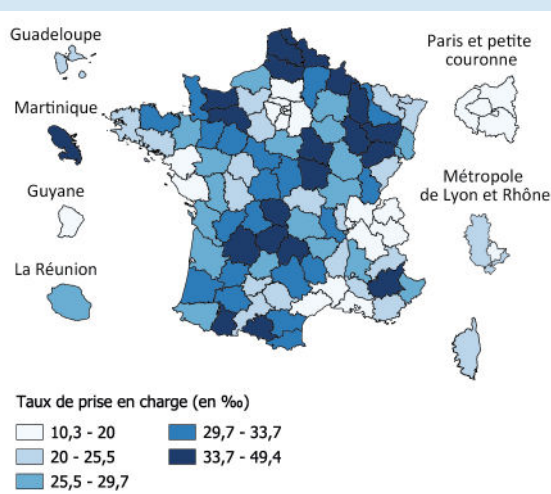 Guadeloupe
Paris et petite
couronne
Martinique
Guyane
Métropole
de Lyon et Rhône
La Réunion
Taux de prise en charge (en ‰)
10,3 - 20
29,7 - 33,7
20 - 25,5
33,7 - 49,4
25,5 - 29,7